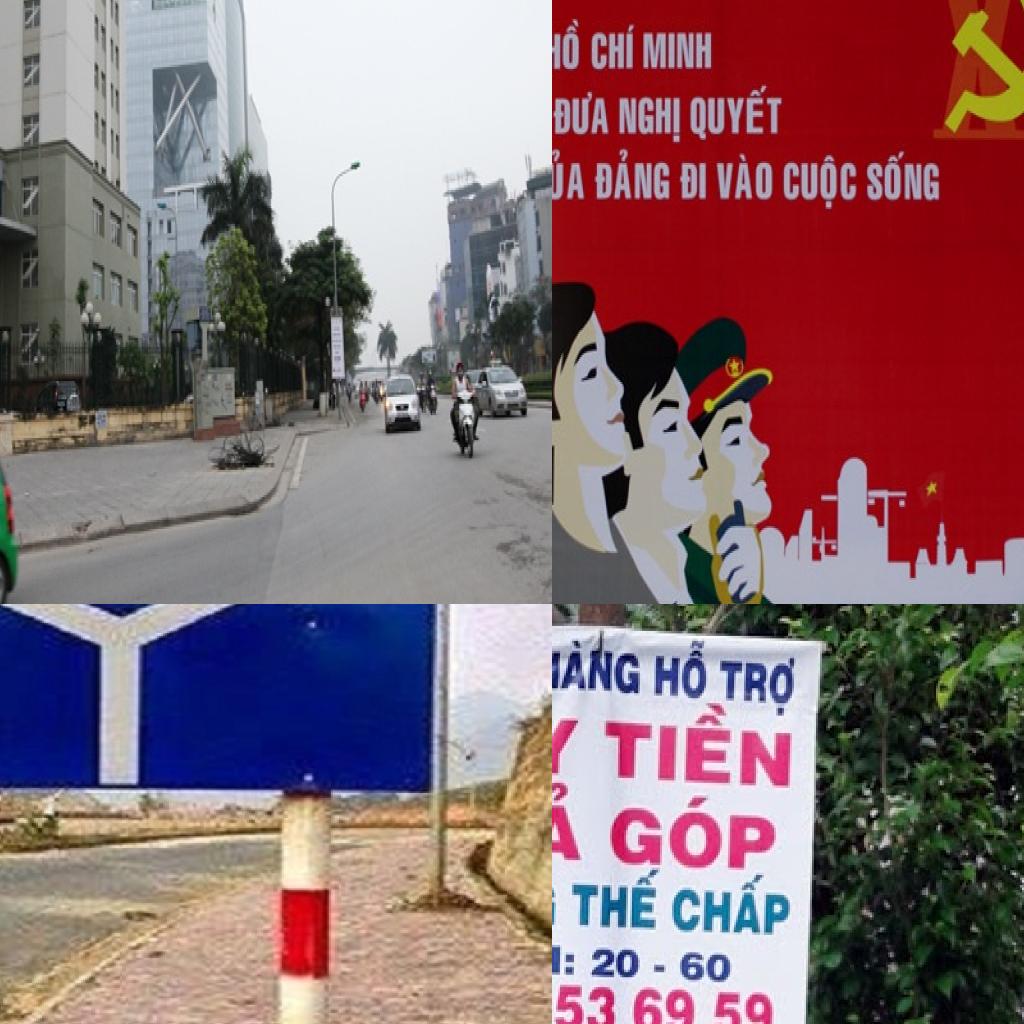 HỒ CHÍ MINH
ĐƯA NGHỊ QUYẾT
ỦA ĐẢNG ĐI VÀO CUỘC SỐNG
ÀNG HỖ TRỢ
Y TIỀN
Ả GÓP
THẾ CHẤP
: 20 - 60
53 69 59